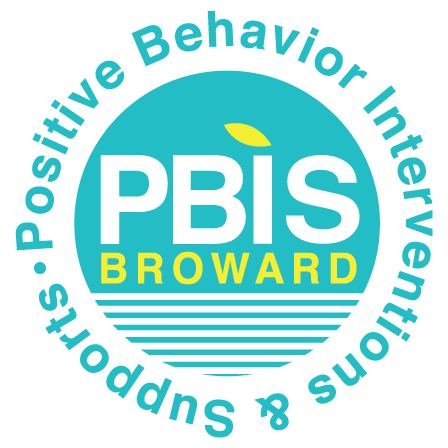 Positive Behavior Interventions & Supports •
PBIS
BROWARD